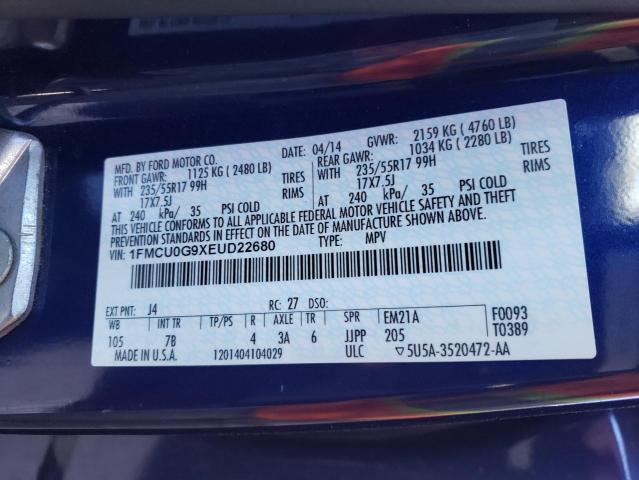 MFD. BY FORD MOTOR CO. DATE: 04/14 GVWR: 2159 KG ( 4760 LB)
FRONT GAWR: 1125 KG ( 2480 LB) REAR GAWR: 1034 KG ( 2280 LB)
WITH 235/55R17 99H TIRES WITH 235/55R17 99H TIRES
17X7.5J RIMS 17X7.5J RIMS
AT 240 kPa/ 35 PSI COLD AT 240 kPa/ 35 PSI COLD
THIS VEHICLE CONFORMS TO ALL APPLICABLE FEDERAL MOTOR VEHICLE SAFETY AND THEFT
PREVENTION STANDARDS IN EFFECT ON THE DATE OF MANUFACTURE SHOWN ABOVE.
VIN: 1FMCU0G9XEUD22680 TYPE: MPV
EXT PNT: J4 RC: 27 DSO: F0093
WB INT TR TP/PS R AXLE TR SPR EM21A T0389
105 7B 4 3A 6 JJPP 205
MADE IN U.S.A. 1201404104029 ULC ▽5U5A-3520472-AA